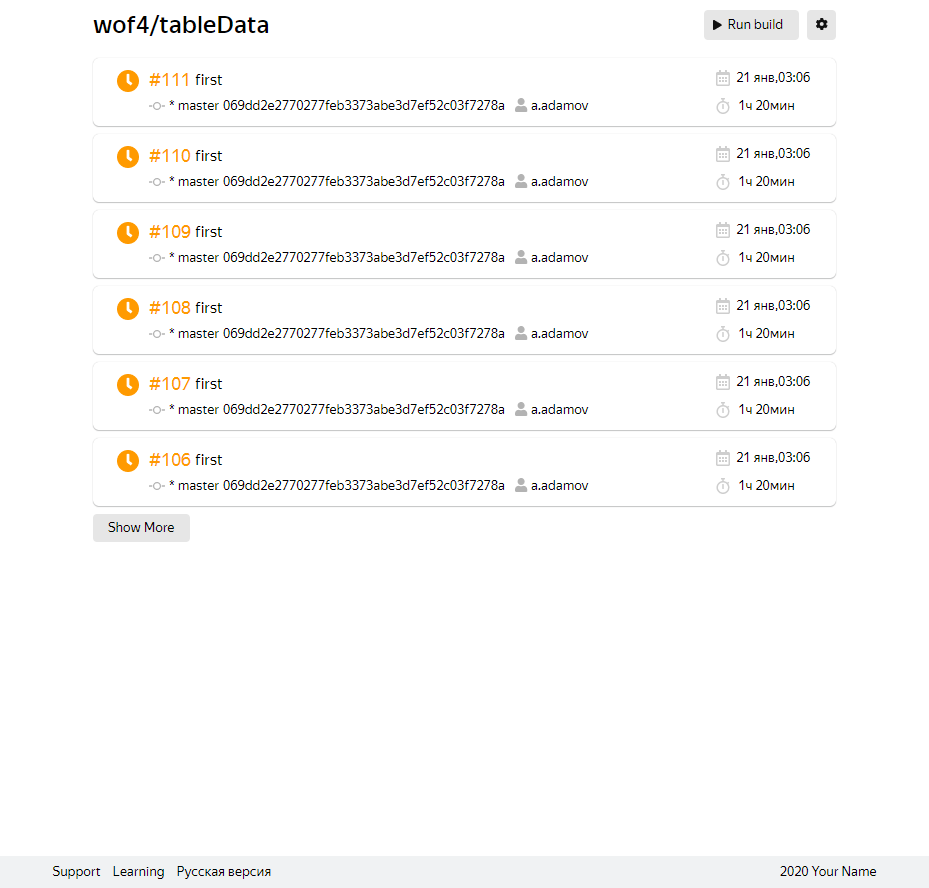 wof4/tableData
Run build
#111 first
21 янв,03:06
* master 069dd2e2770277feb3373abe3d7ef52c03f7278a a.adamov
1ч 20мин
#110 first
21 янв,03:06
* master 069dd2e2770277feb3373abe3d7ef52c03f7278a a.adamov
1ч 20мин
#109 first
21 янв,03:06
* master 069dd2e2770277feb3373abe3d7ef52c03f7278a a.adamov
1ч 20мин
#108 first
21 янв,03:06
* master 069dd2e2770277feb3373abe3d7ef52c03f7278a a.adamov
1ч 20мин
#107 first
21 янв,03:06
* master 069dd2e2770277feb3373abe3d7ef52c03f7278a a.adamov
1ч 20мин
#106 first
21 янв,03:06
* master 069dd2e2770277feb3373abe3d7ef52c03f7278a a.adamov
1ч 20мин
Show More
Support Learning Русская версия
2020 Your Name